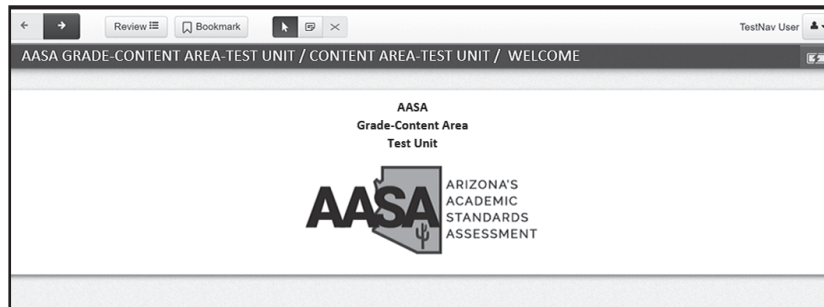 Review Bookmark TestNav User
AASA GRADE-CONTENT AREA-TEST UNIT / CONTENT AREA-TEST UNIT / WELCOME
AASA
Grade-Content Area
Test Unit
AASA
ARIZONA'S
ACADEMIC
STANDARDS
ASSESSMENT